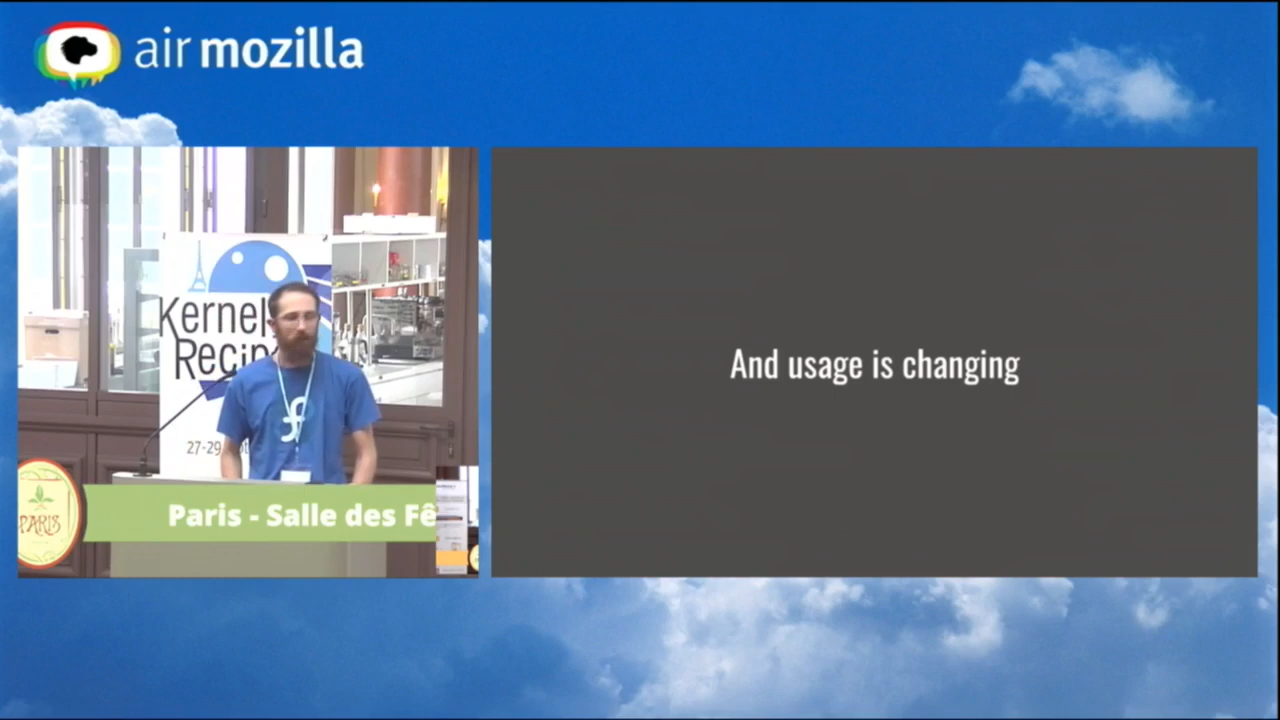 air mozilla
And usage is changing
Kernel
Recip
27-29
PARIS
Paris - Salle des Fê